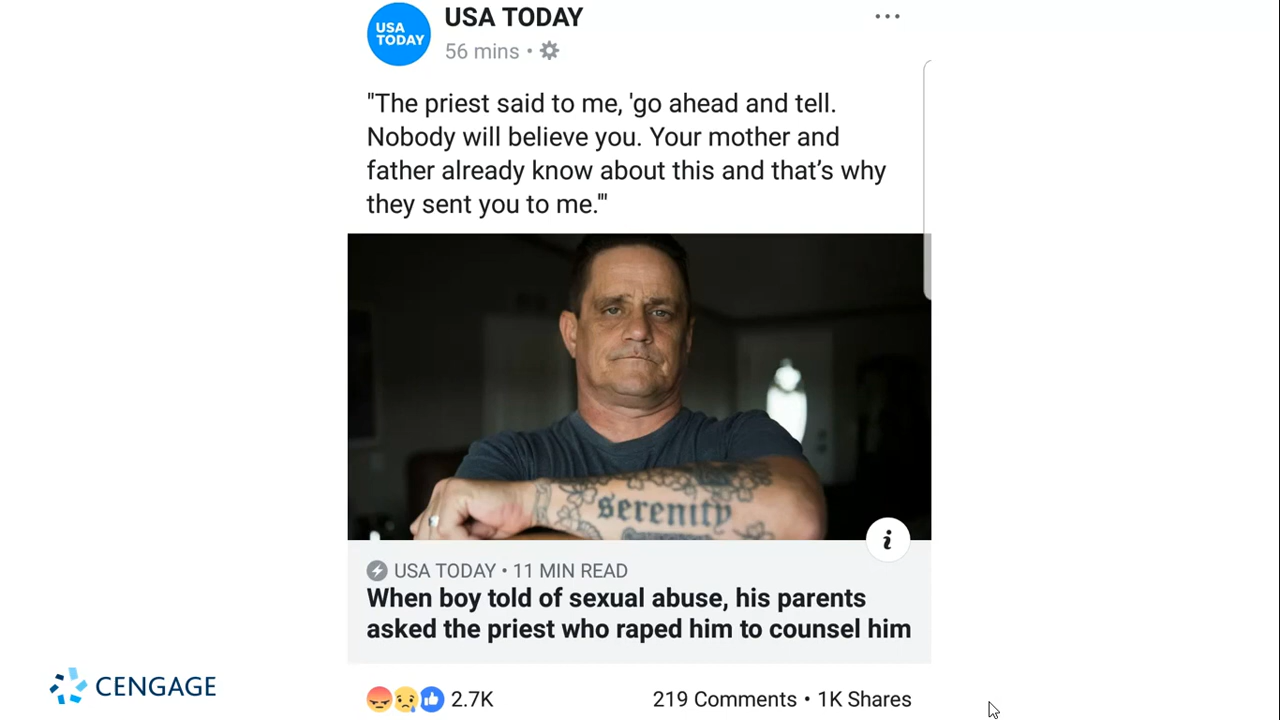 USA TODAY
USA
TODAY
56 mins •
"The priest said to me, 'go ahead and tell.
Nobody will believe you. Your mother and
father already know about this and that’s why
they sent you to me.'"
serenity
i
USA TODAY • 11 MIN READ
When boy told of sexual abuse, his parents
asked the priest who raped him to counsel him
2.7K
219 Comments • 1K Shares
CENGAGE